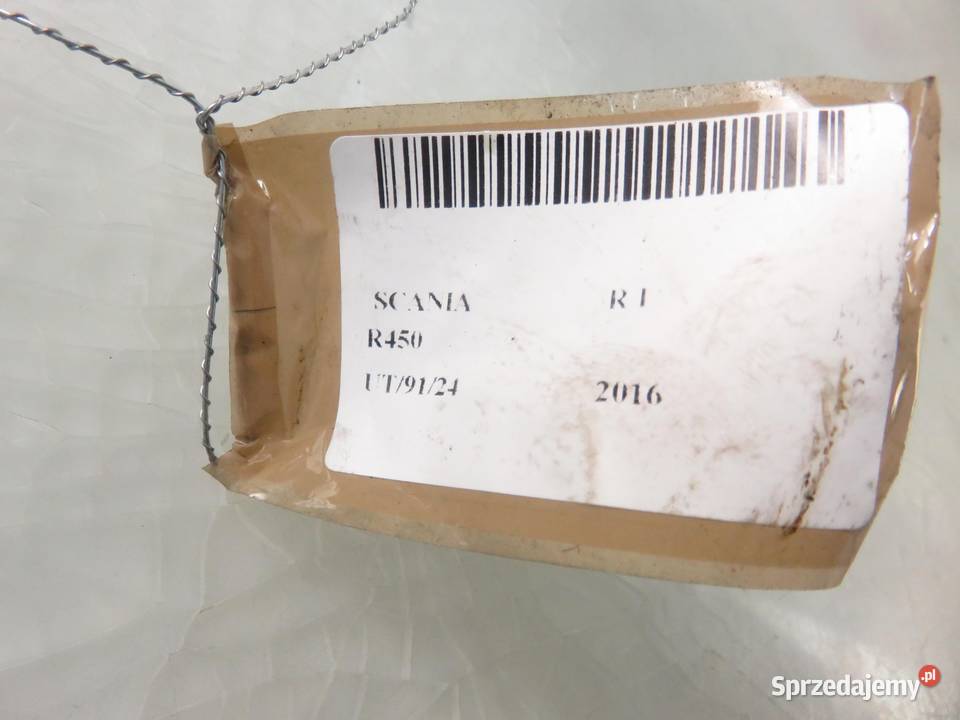 SCANIA R I
R450
UT/91/24 2016
Sprzedajemy.pl